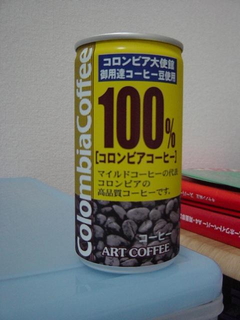 コロンビア大使館
御用達コーヒー豆使用
100%
[コロンビアコーヒー]
マイルドコーヒーの代表
コロンビアの
高品質コーヒーです。
コーヒー
ART COFFEE
ColombiaCoffee